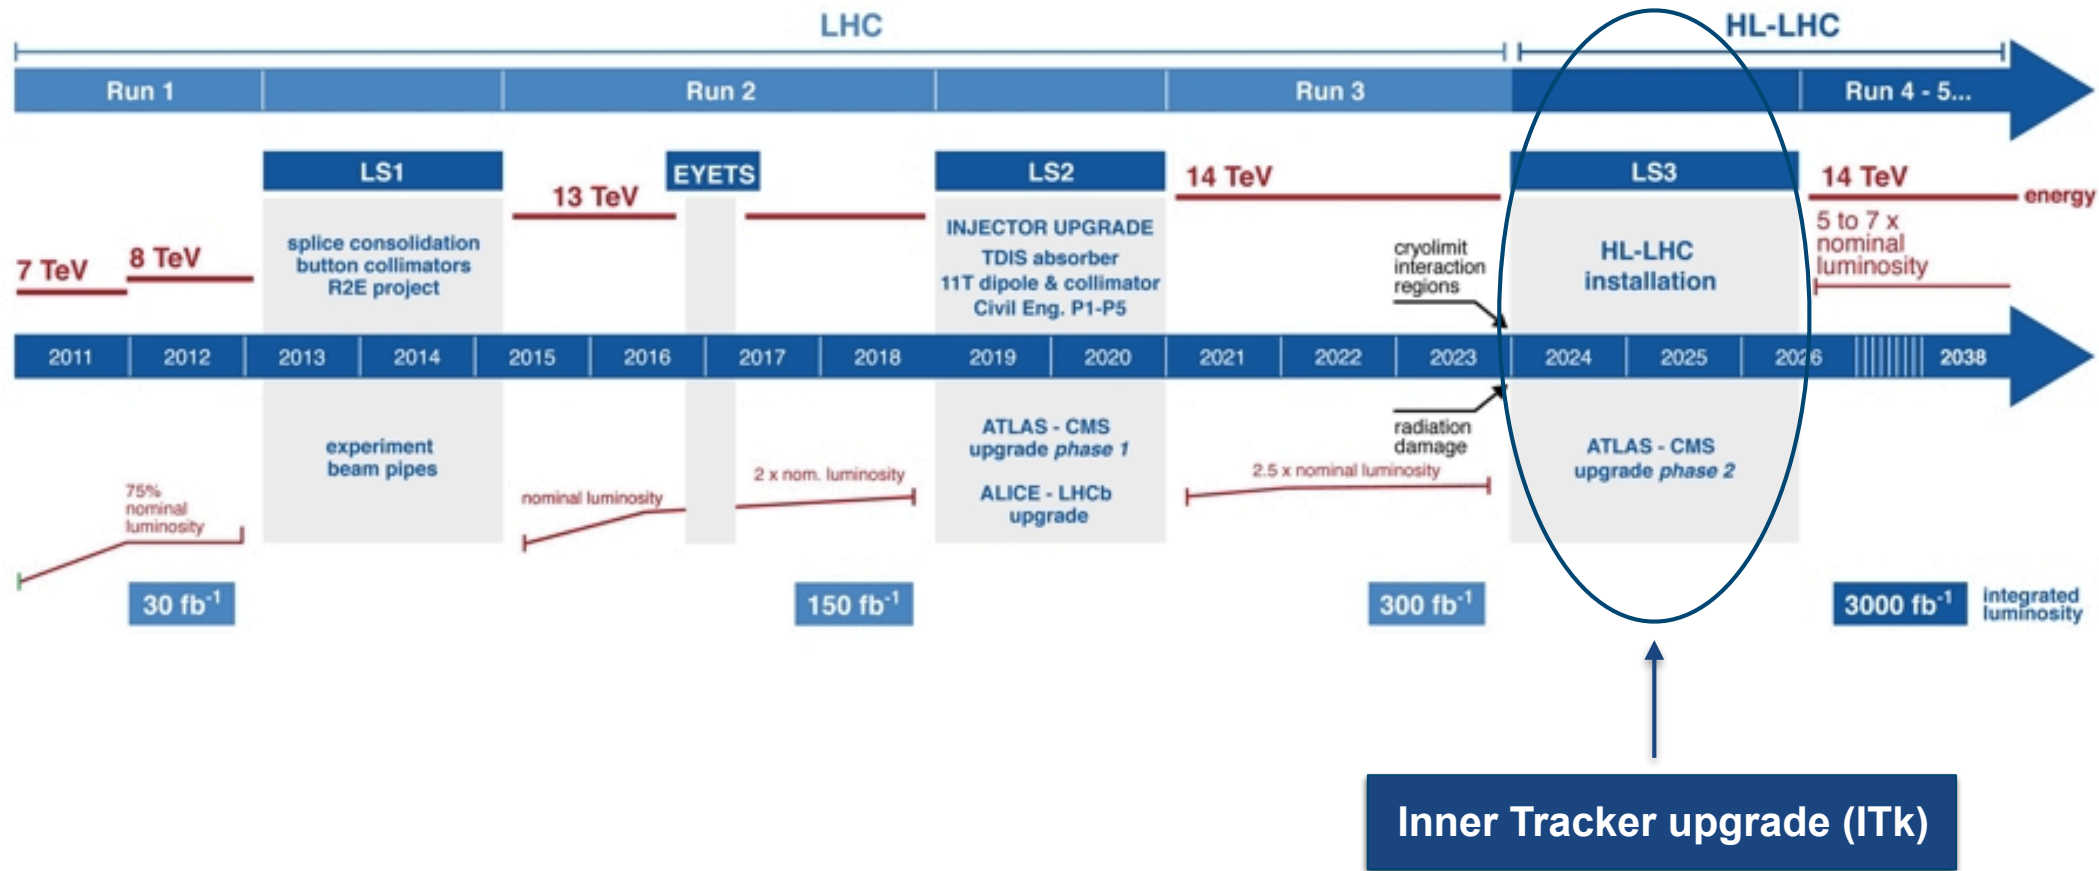 LHC
HL-LHC
Run 1
Run 2
Run 3
Run 4 - 5...
LS1
EYETS
LS2
LS3
13 TeV
14 TeV
14 TeV
energy
7 TeV
8 TeV
splice consolidation
button collimators
R2E project
INJECTOR UPGRADE
TDIS absorber
11T dipole & collimator
Civil Eng. P1-P5
cryolimit
interaction
regions
HL-LHC
installation
5 to 7 x
nominal
luminosity
2011
2012
2013
2014
2015
2016
2017
2018
2019
2020
2021
2022
2023
2024
2025
2026
2038
experiment
beam pipes
ATLAS - CMS
upgrade phase 1
ALICE - LHCb
upgrade
radiation
damage
ATLAS - CMS
upgrade phase 2
75%
nominal
luminosity
nominal luminosity
2 x nom. luminosity
2.5 x nominal luminosity
30 fb⁻¹
150 fb⁻¹
300 fb⁻¹
3000 fb⁻¹
integrated
luminosity
Inner Tracker upgrade (ITk)